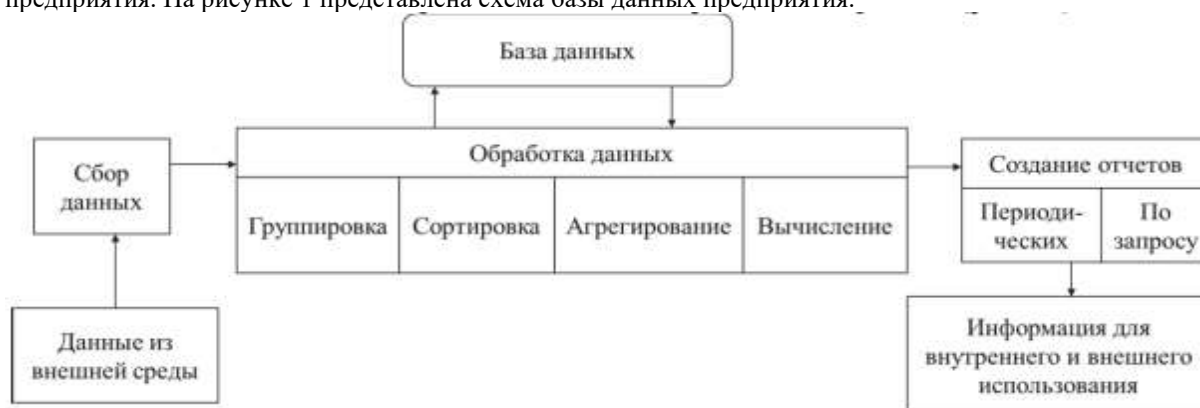 предприятия. На рисунке 1 представлена схема базы данных предприятия.
База данных
Обработка данных
Сбор
данных
Группировка
Сортировка
Агрегирование
Вычисление
Создание отчетов
Периоди-
ческих
По
запросу
Данные из
внешней среды
Информация для
внутреннего и внешнего
использования